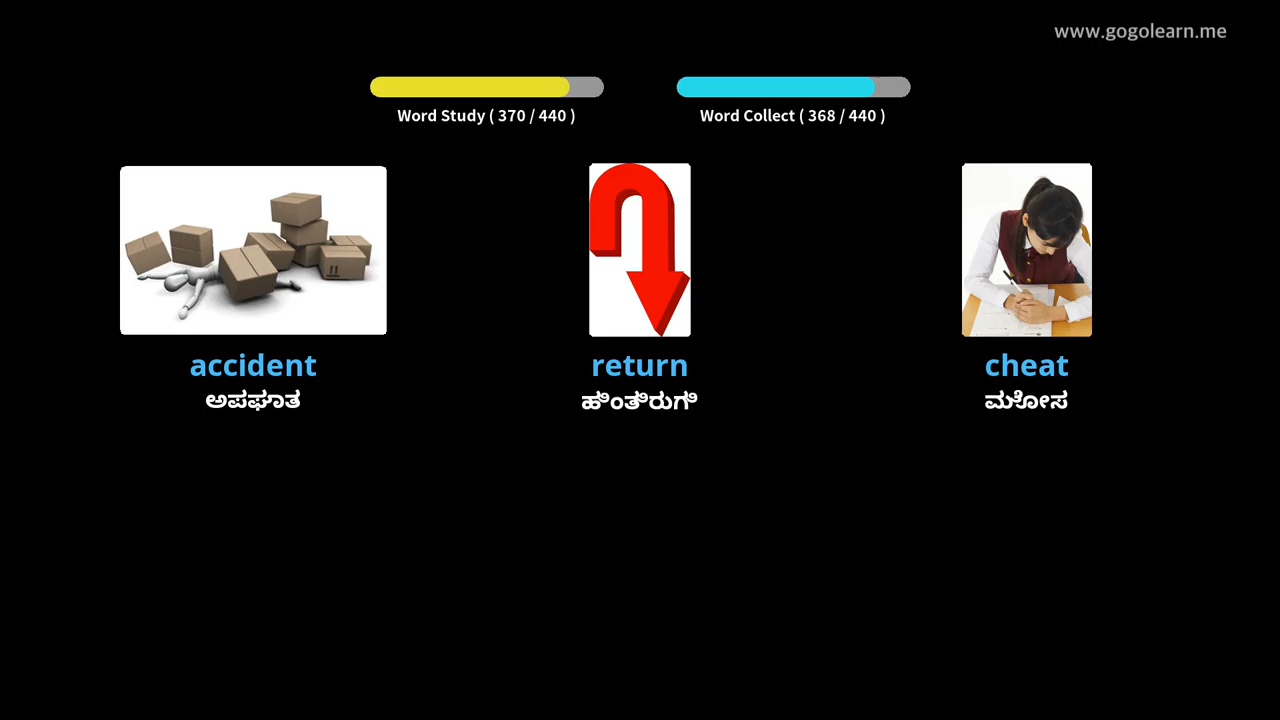 www.gogolearn.me
Word Study ( 370 / 440 )
Word Collect ( 368 / 440 )
accident
ಅಪಘಾತ
return
ಹಿಂತಿರುಗಿ
cheat
ಮೋಸ